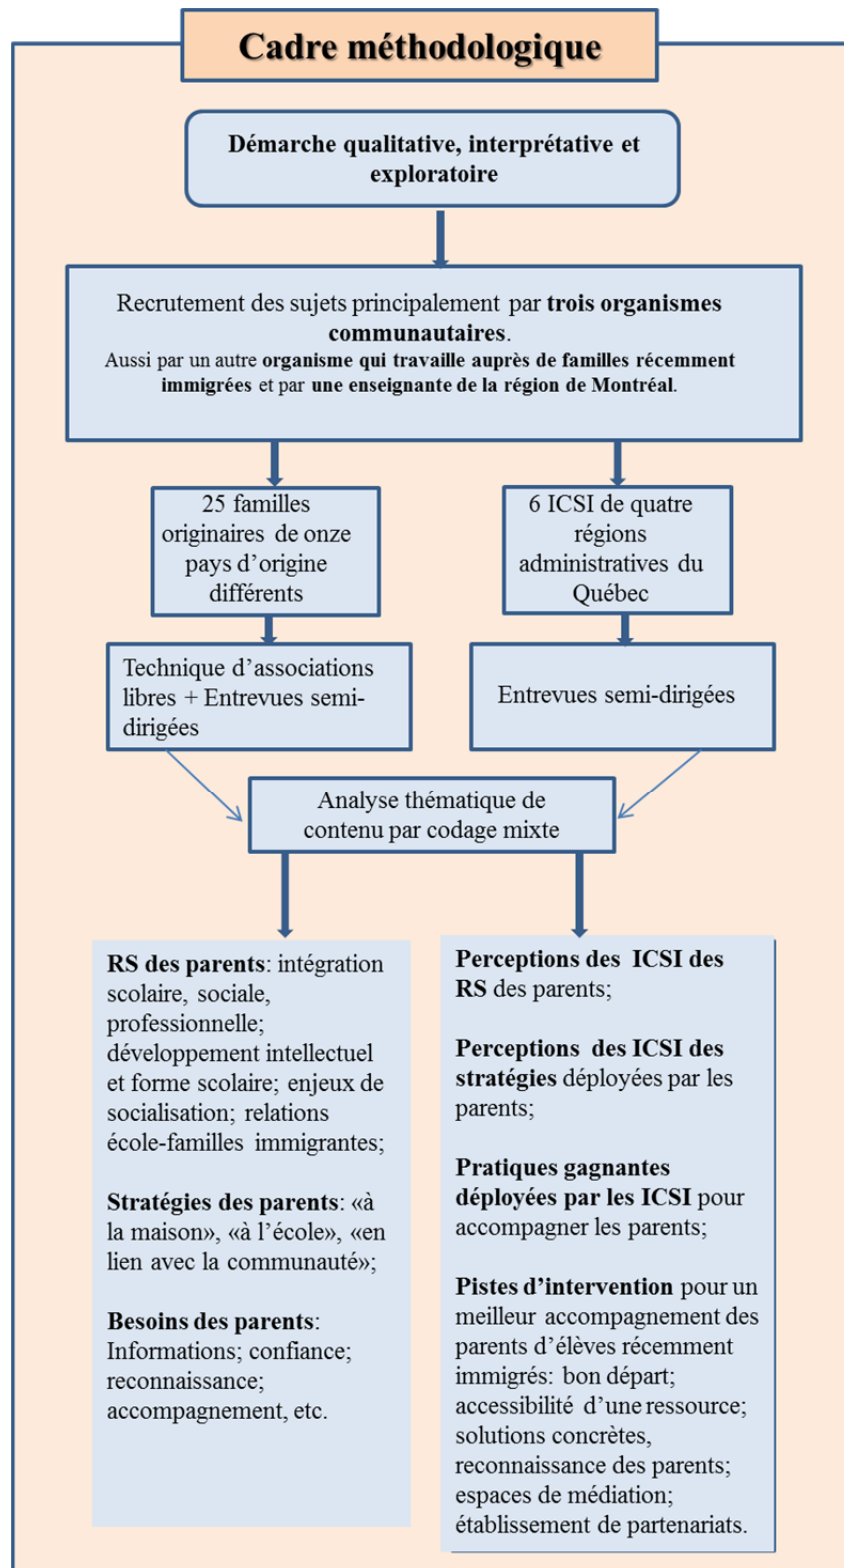 Cadre méthodologique
Démarche qualitative, interprétative et
exploratoire
Recrutement des sujets principalement par trois organismes
communautaires.
Aussi par un autre organisme qui travaille auprès de familles récemment
immigrées et par une enseignante de la région de Montréal.
25 familles
originaires de onze
pays d’origine
différents
6 ICSI de quatre
régions
administratives du
Québec
Technique d’associations
libres + Entrevues semi-
dirigées
Entrevues semi-dirigées
Analyse thématique de
contenu par codage mixte
RS des parents: intégration
scolaire, sociale,
professionnelle;
développement intellectuel
et forme scolaire; enjeux de
socialisation; relations
école-familles immigrantes;
Stratégies des parents: «à
la maison», «à l’école», «en
lien avec la communauté»;
Besoins des parents:
Informations; confiance;
reconnaissance;
accompagnement, etc.
Perceptions des ICSI des
RS des parents;
Perceptions des ICSI des
stratégies déployées par les
parents;
Pratiques gagnantes
déployées par les ICSI pour
accompagner les parents;
Pistes d’intervention pour un
meilleur accompagnement des
parents d’élèves récemment
immigrés: bon départ;
accessibilité d’une ressource;
solutions concrètes,
reconnaissance des parents;
espaces de médiation;
établissement de partenariats.